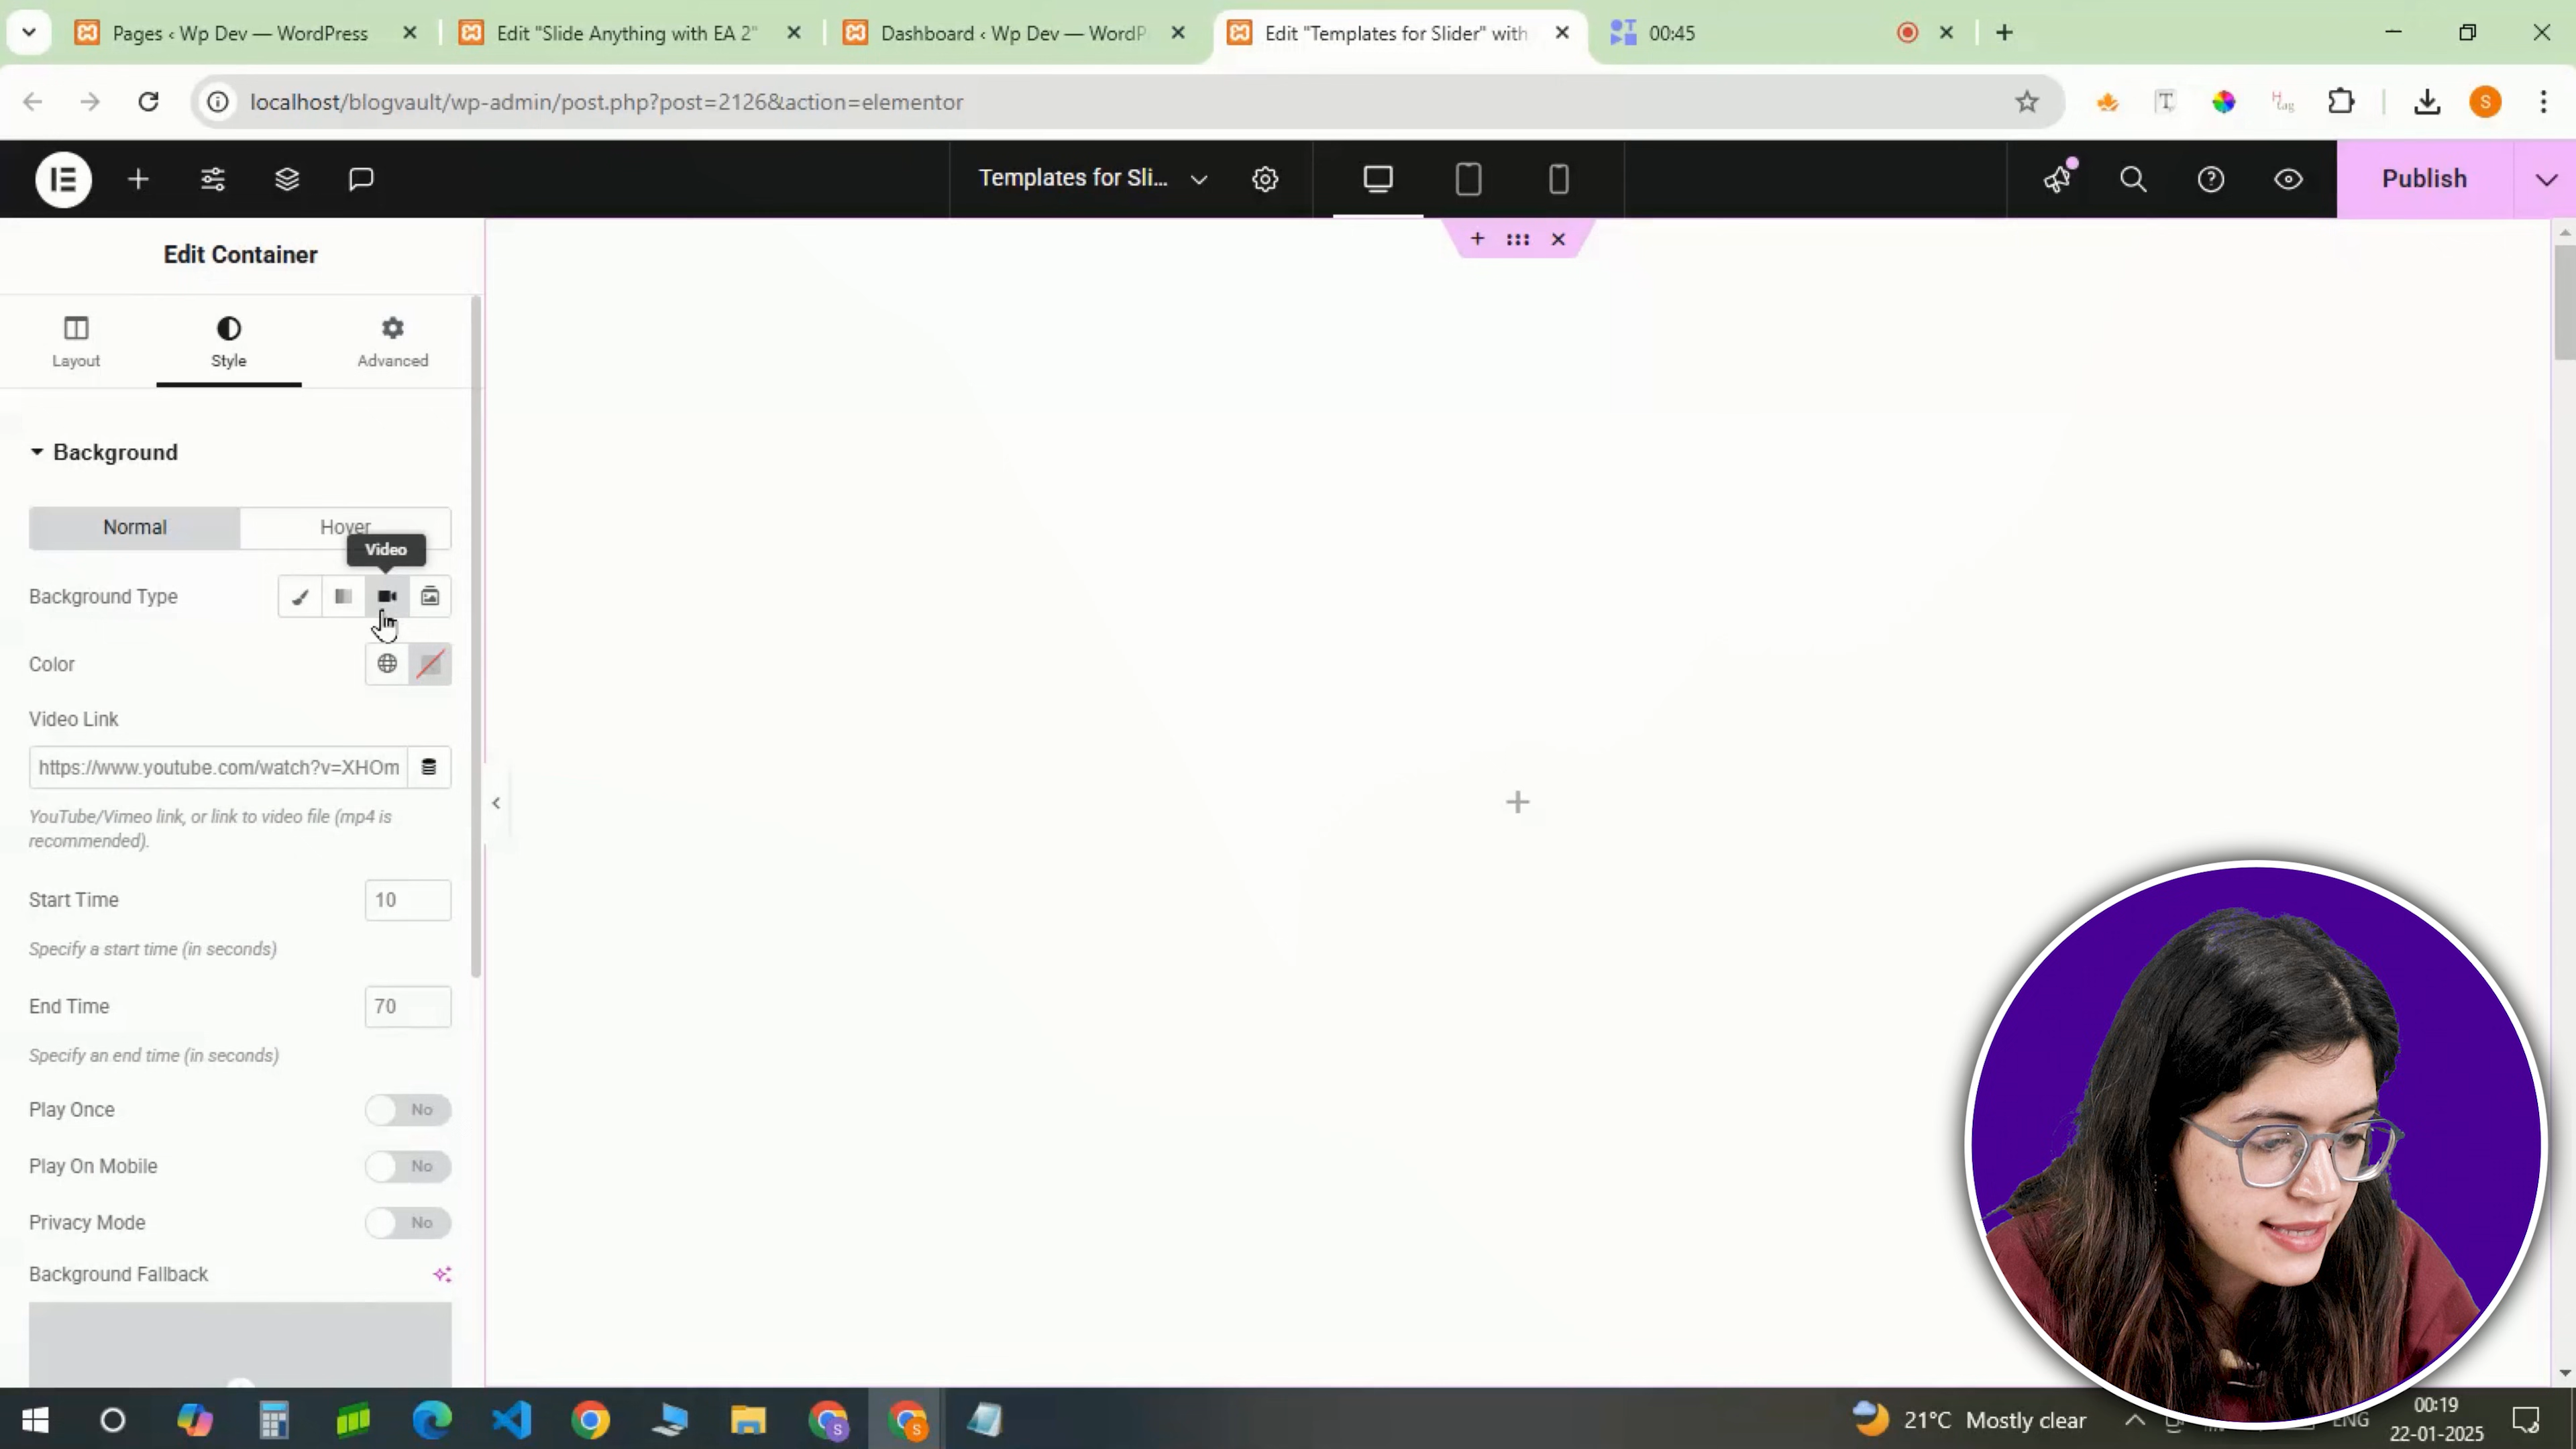 Pages ‹ Wp Dev — WordPress
Edit "Slide Anything with EA 2"
Dashboard ‹ Wp Dev — WordP
Edit "Templates for Slider" with
00:45
localhost/blogvault/wp-admin/post.php?post=2126&action=elementor
S
Templates for Sli...
Publish
Edit Container
Layout
Style
Advanced
Background
Normal
Hover
Video
Background Type
Color
Video Link
https://www.youtube.com/watch?v=XHOm
YouTube/Vimeo link, or link to video file (mp4 is
recommended).
Start Time
10
Specify a start time (in seconds)
End Time
70
Specify an end time (in seconds)
Play Once
No
Play On Mobile
No
Privacy Mode
No
Background Fallback
21°C Mostly clear
ENG
00:19
22-01-2025